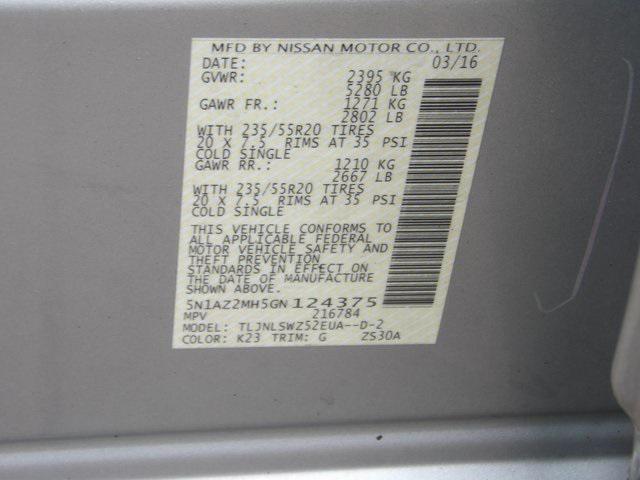 MFD BY NISSAN MOTOR CO., LTD.
DATE: 03/16
GVWR: 2395 KG
5280 LB
GAWR FR.: 1271 KG
2802 LB
WITH 235/55R20 TIRES
20 X 7.5 RIMS AT 35 PSI
COLD SINGLE
GAWR RR.: 1210 KG
2667 LB
WITH 235/55R20 TIRES
20 X 7.5 RIMS AT 35 PSI
COLD SINGLE
THIS VEHICLE CONFORMS TO
ALL APPLICABLE FEDERAL
MOTOR VEHICLE SAFETY AND
THEFT PREVENTION
STANDARDS IN EFFECT ON
THE DATE OF MANUFACTURE
SHOWN ABOVE.
5N1AZ2MH5GN124375
MPV 216784
MODEL: TLJNLSWZ52EUA--D-2
COLOR: K23 TRIM: G ZS30A